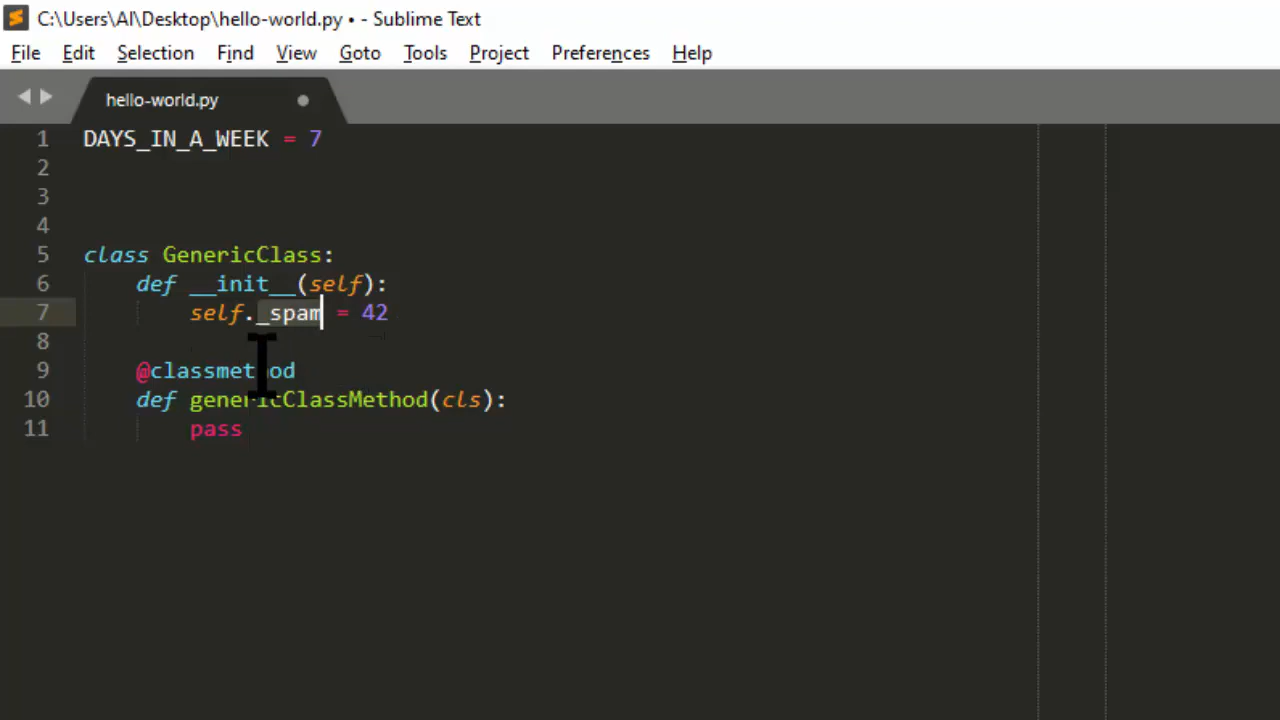 C:\Users\Al\Desktop\hello-world.py • - Sublime Text
File Edit Selection Find View Goto Tools Project Preferences Help
hello-world.py
1 DAYS_IN_A_WEEK = 7
2
3
4
5 class GenericClass:
6     def __init__(self):
7         self._spam = 42
8
9     @classmethod
10     def genericClassMethod(cls):
11         pass